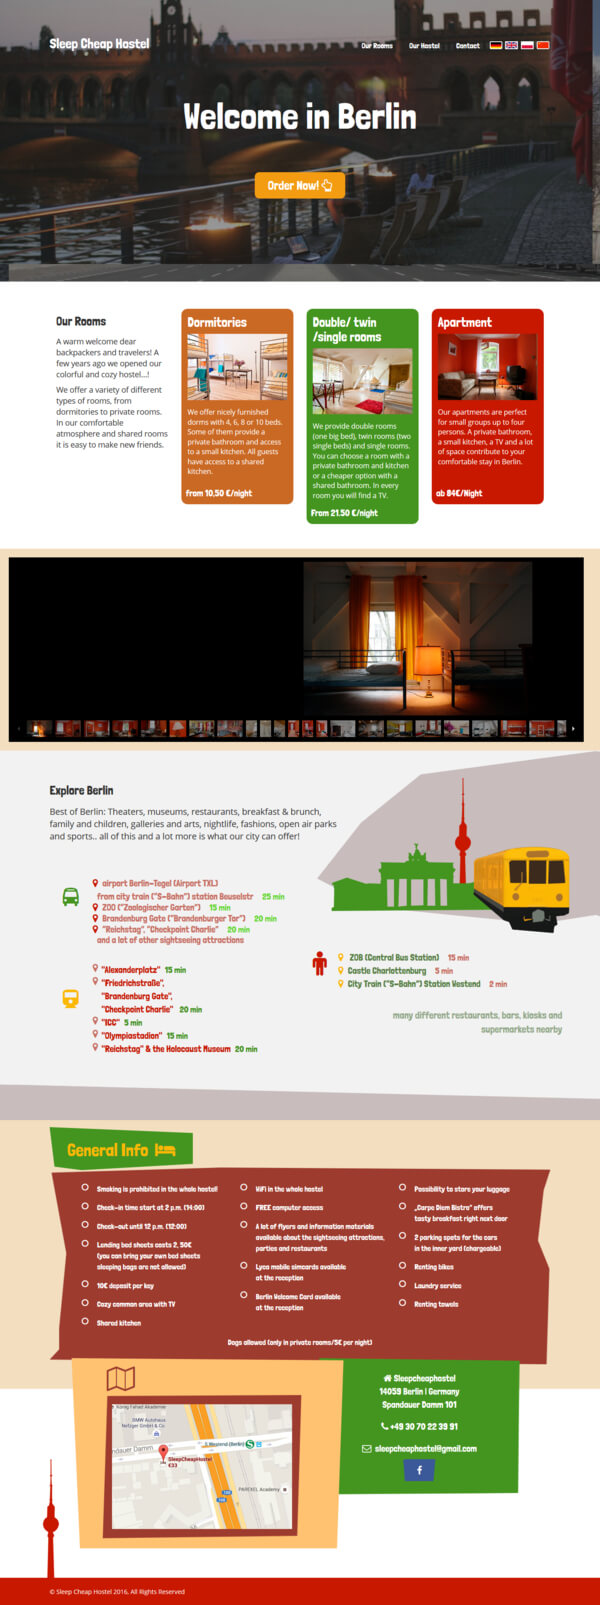 Sleep Cheap Hostel
Our Rooms
Our Hostel
Contact
Welcome in Berlin
Order Now!
Our Rooms
A warm welcome dear
backpackers and travelers! A
few years ago we opened our
colorful and cozy hostel...!
We offer a variety of different
types of rooms, from
dormitories to private rooms.
In our comfortable
atmosphere and shared rooms
it is easy to make new friends.
Dormitories
We offer nicely furnished
dorms with 4, 6, 8 or 10 beds.
Some of them provide a
private bathroom and access
to a small kitchen. All guests
have access to a shared
kitchen.
from 10,50 €/night
Double/ twin
/single rooms
We provide double rooms
(one big bed), twin rooms (two
single beds) and single rooms.
You can choose a room with a
private bathroom and kitchen
or a cheaper option with a
shared bathroom. In every
room you will find a TV.
From 21.50 €/night
Apartment
Our apartments are perfect
for small groups up to four
persons. A private bathroom,
a small kitchen, a TV and a lot
of space contribute to your
comfortable stay in Berlin.
ab 84€/Night
Explore Berlin
Best of Berlin: Theaters, museums, restaurants, breakfast & brunch,
family and children, galleries and arts, nightlife, fashions, open air parks
and sports.. all of this and a lot more is what our city can offer!
airport Berlin-Tegel (Airport TXL)
from city train ("S-Bahn") station Beuselstr 25 min
ZOO ("Zoologischer Garten") 15 min
Brandenburg Gate ("Brandenburger Tor") 20 min
"Reichstag", "Checkpoint Charlie" 20 min
and a lot of other sightseeing attractions
"Alexanderplatz" 15 min
"Friedrichstraße",
"Brandenburg Gate",
"Checkpoint Charlie" 20 min
"ICC" 5 min
"Olympiastadion" 15 min
"Reichstag" & the Holocaust Museum 20 min
ZOB (Central Bus Station) 15 min
Castle Charlottenburg 5 min
City Train ("S-Bahn") Station Westend 2 min
many different restaurants, bars, kiosks and
supermarkets nearby
General Info
Smoking is prohibited in the whole hostel!
Check-in time start at 2 p.m. (14:00)
Check-out until 12 p.m. (12:00)
Lending bed sheets costs 2, 50€
(you can bring your own bed sheets
sleeping bags are not allowed)
10€ deposit per key
Cozy common area with TV
Shared kitchen
WiFi in the whole hostel
FREE computer access
A lot of flyers and information materials
available about the sightseeing attractions,
parties and restaurants
Lyca mobile simcards available
at the reception
Berlin Welcome Card available
at the reception
Possibility to store your luggage
„Carpe Diem Bistro" offers
tasty breakfast right next door
2 parking spots for the cars
in the inner yard (chargeable)
Renting bikes
Laundry service
Renting towels
Dogs allowed (only in private rooms/5€ per night)
König Fahad Akademie
RMW Autohaus
Netzger GmbH & Co.
ndauer Damm
S Westend (Berlin)
SleepCheapHostel
€33
100
100
PAREXEL Academy
Sleepcheaphostel
14059 Berlin | Germany
Spandauer Damm 101
+49 30 70 22 39 91
sleepcheaphostel@gmail.com
© Sleep Cheap Hostel 2016, All Rights Reserved